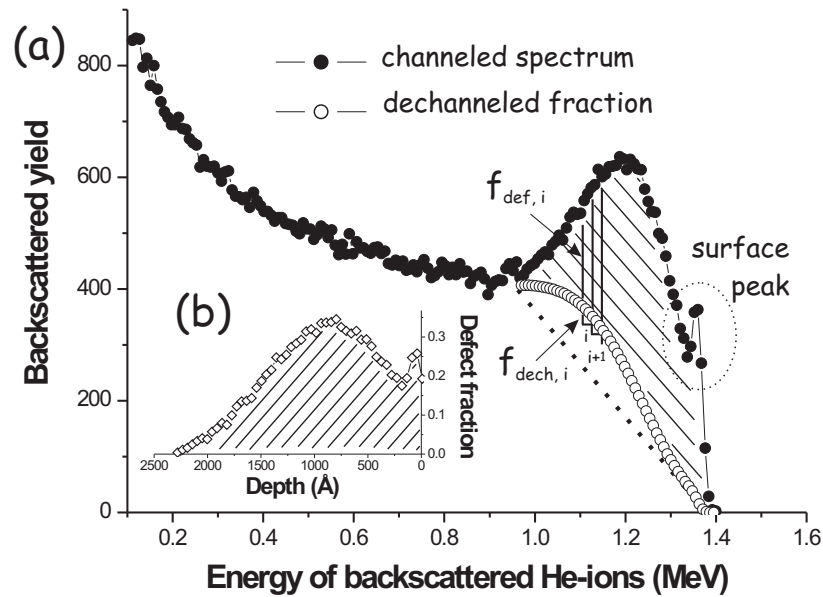 (a)
channeled spectrum
dechanneled fraction
800
600
400
200
0
Backscattered yield
f def, i
surface
peak
f dech, i
i
i+1
(b)
0.3
0.2
0.1
0.0
Defect fraction
2500 2000 1500 1000 500 0
Depth (Å)
0.2 0.4 0.6 0.8 1.0 1.2 1.4 1.6
Energy of backscattered He-ions (MeV)